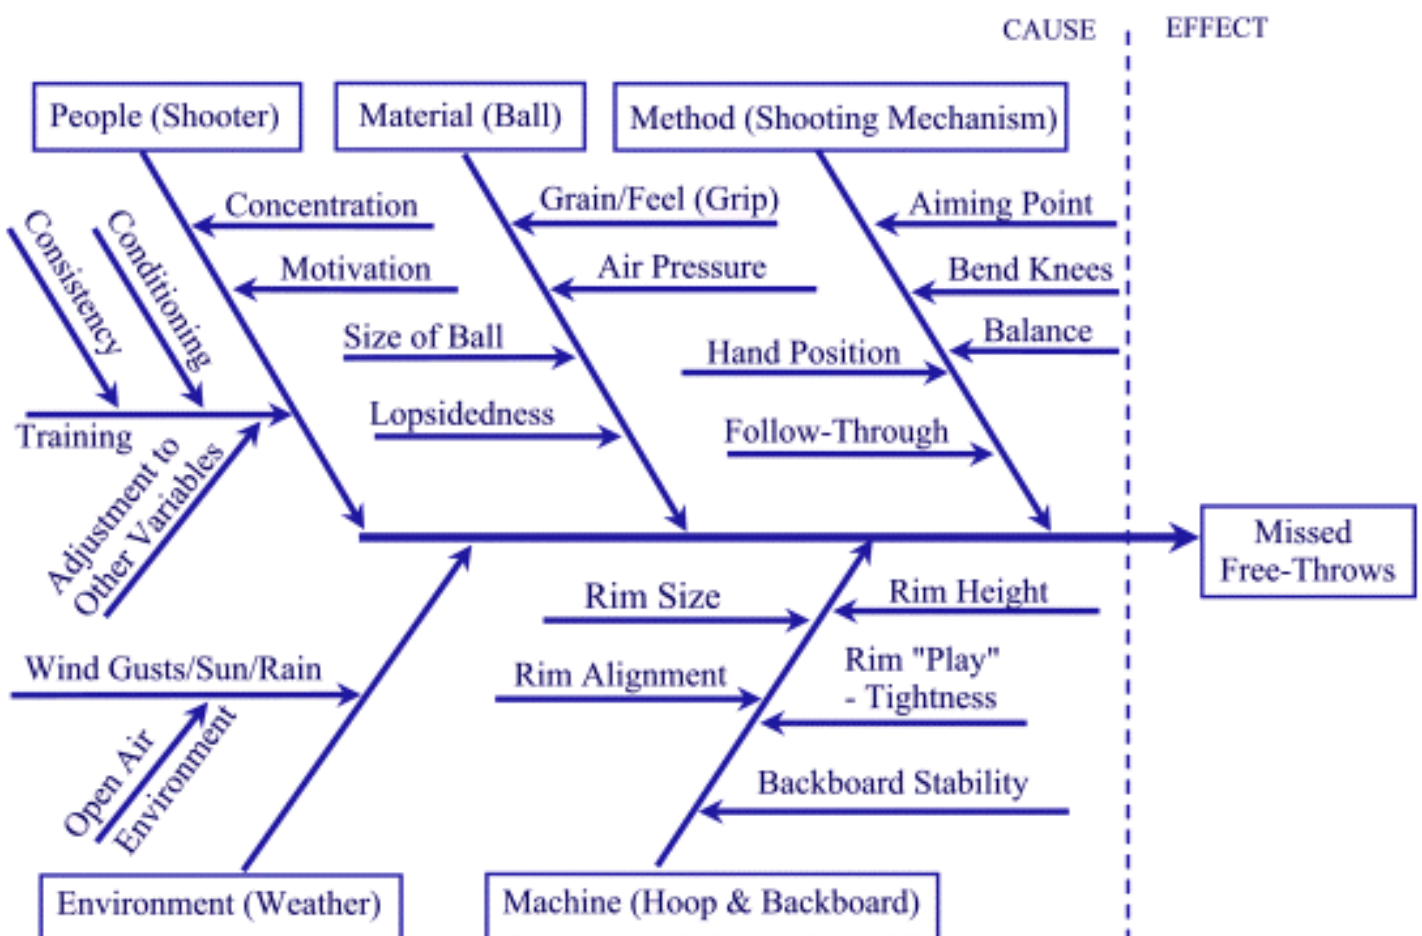 CAUSE
EFFECT
People (Shooter)
Material (Ball)
Method (Shooting Mechanism)
Concentration
Motivation
Consistency
Conditioning
Training
Adjustment to
Other Variables
Grain/Feel (Grip)
Air Pressure
Size of Ball
Lopsidedness
Aiming Point
Bend Knees
Balance
Hand Position
Follow-Through
Missed
Free-Throws
Wind Gusts/Sun/Rain
Open Air
Environment
Rim Size
Rim Height
Rim Alignment
Rim "Play"
- Tightness
Backboard Stability
Environment (Weather)
Machine (Hoop & Backboard)